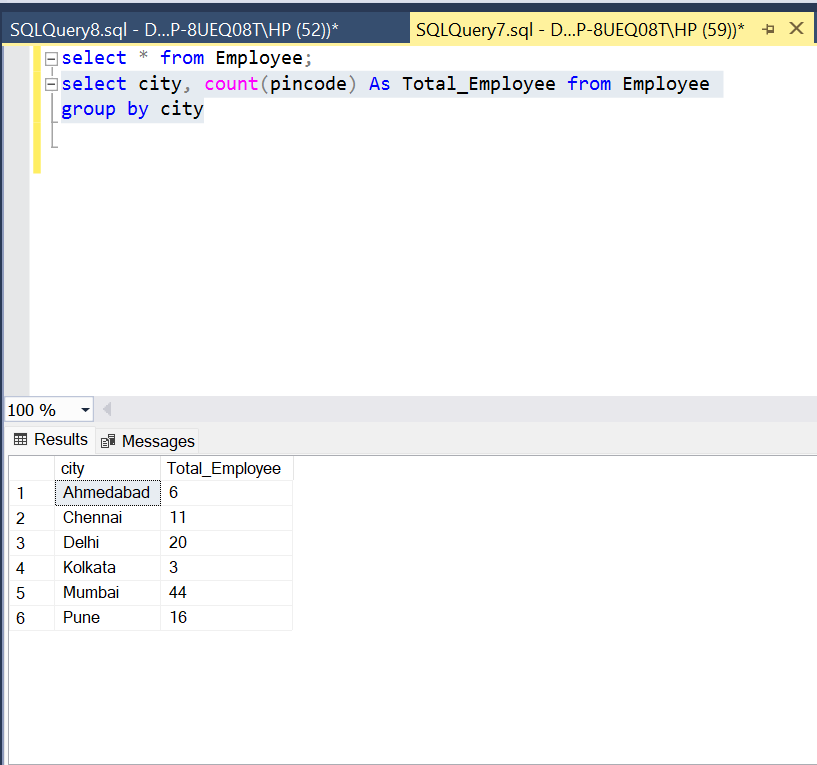 SQLQuery8.sql - D...P-8UEQ08T\HP (52))*
SQLQuery7.sql - D...P-8UEQ08T\HP (59))*
select * from Employee;
select city, count(pincode) As Total_Employee from Employee
group by city
100 %
Results
Messages
city Total_Employee
1 Ahmedabad 6
2 Chennai 11
3 Delhi 20
4 Kolkata 3
5 Mumbai 44
6 Pune 16